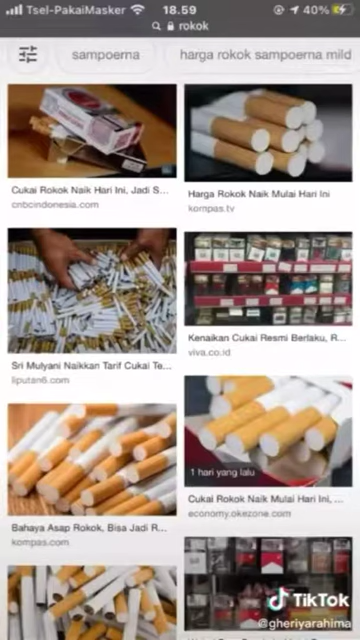 Tsel-PakaiMasker
18.59
40%
rokok
sampoerna
harga rokok sampoerna mild
Cukai Rokok Naik Hari Ini, Jadi S...
cnbcindonesia.com
Harga Rokok Naik Mulai Hari Ini
kompas.tv
Sri Mulyani Naikkan Tarif Cukai Te...
liputan6.com
Kenaikan Cukai Resmi Berlaku, R...
viva.co.id
Bahaya Asap Rokok, Bisa Jadi R...
kompas.com
1 hari yang lalu
Cukai Rokok Naik Mulai Hari Ini, ...
economy.okezone.com
TikTok
@gheriyarahima